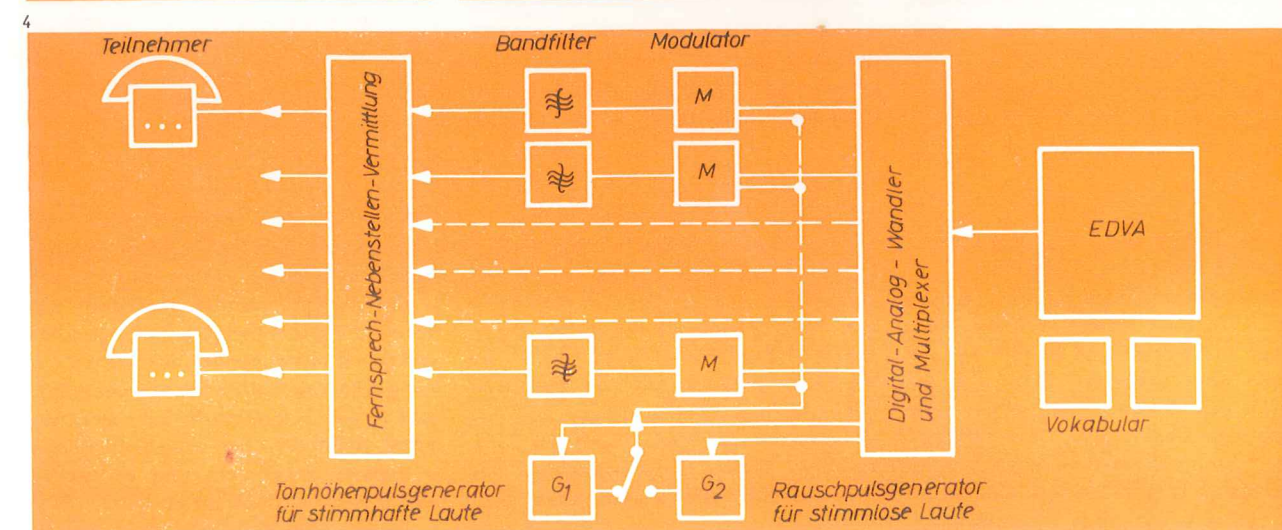 4
Teilnehmer
Bandfilter
Modulator
Fernsprech-Nebenstellen-Vermittlung
M
M
M
Digital-Analog-Wandler
und Multiplexer
EDVA
Vokabular
G1
G2
Tonhöhenpulsgenerator
für stimmhafte Laute
Rauschpulsgenerator
für stimmlose Laute